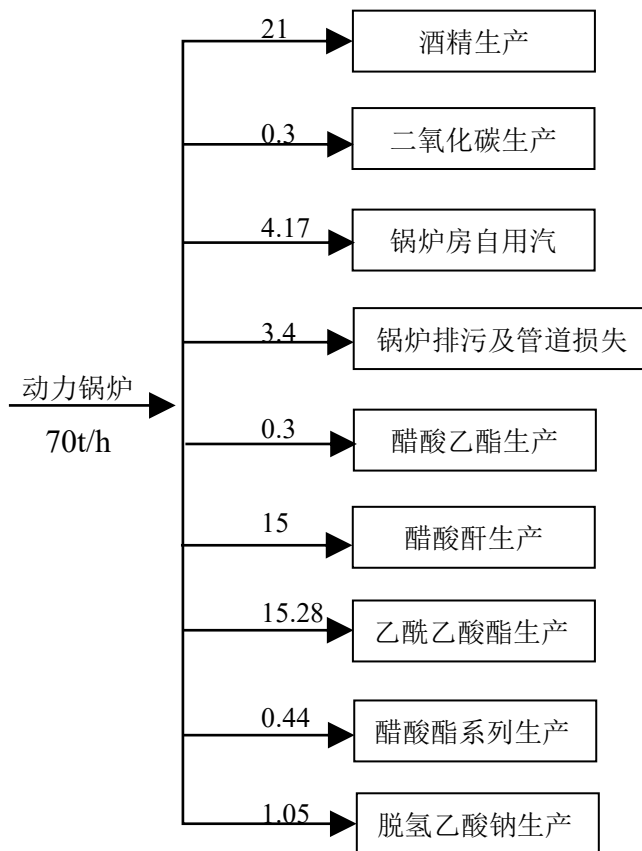 21
酒精生产
0.3
二氧化碳生产
4.17
锅炉房自用汽
3.4
锅炉排污及管道损失
动力锅炉
70t/h
0.3
醋酸乙酯生产
15
醋酸酐生产
15.28
乙酰乙酸酯生产
0.44
醋酸酯系列生产
1.05
脱氢乙酸钠生产